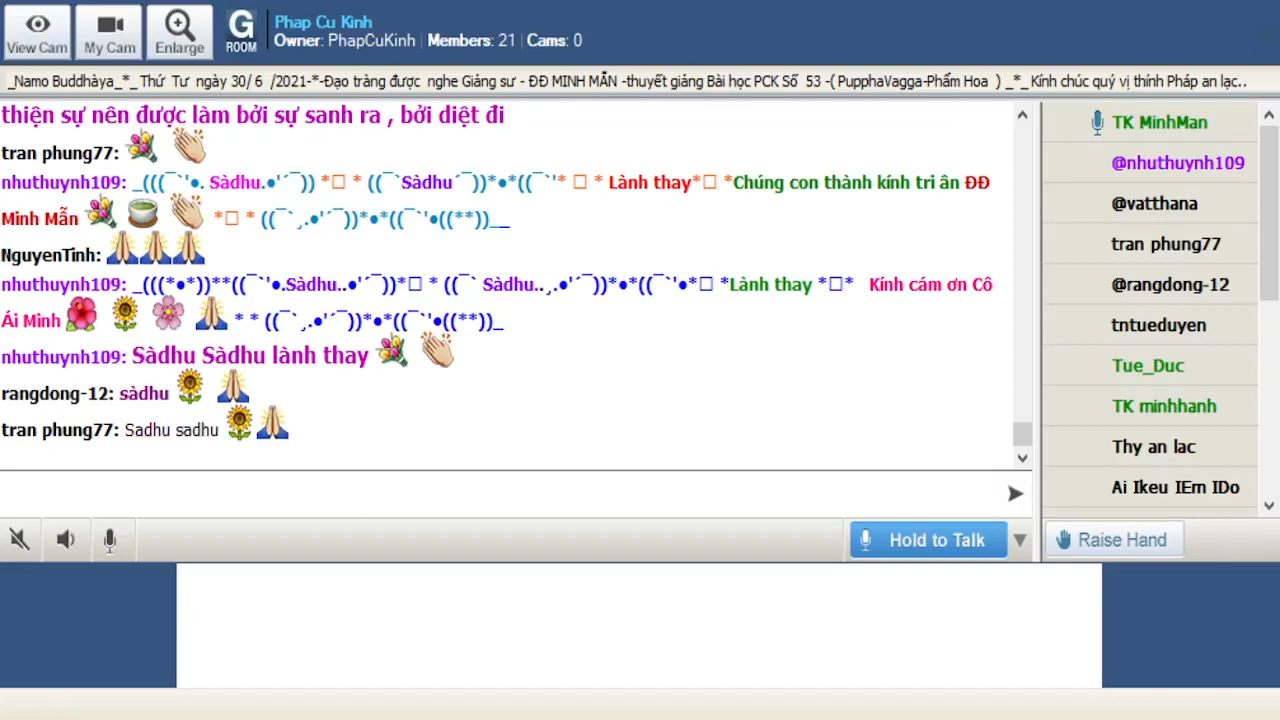 View Cam
My Cam
Enlarge
G ROOM
Phap Cu Kinh
Owner: PhapCuKinh | Members: 21 | Cams: 0
_Namo Buddhàya_*_ Thứ Tư ngày 30/ 6 /2021-*-Đạo tràng được nghe Giảng sư - ĐĐ MINH MẪN -thuyết giảng Bài học PCK Số 53 -( PupphaVagga-Phẩm Hoa ) _*_ Kính chúc quý vị thính Pháp an lạc..
thiện sự nên được làm bởi sự sanh ra , bởi diệt đi
tran phung77:
nhuthuynh109: _(((¯`'•. Sàdhu.•'´¯)) *□ * ((¯`Sàdhu´¯))*•*((¯`'* □ * Lành thay*□ *Chúng con thành kính tri ân ĐĐ
Minh Mẫn *□ * ((¯`¸.•'´¯))*•*((¯`'•((**))__
NguyenTinh:
nhuthuynh109: _(((*•*))**((¯`'•.Sàdhu..•'´¯))*□ * ((¯` Sàdhu..¸.•'´¯))*•*((¯`'•*□ *Lành thay *□* Kính cám ơn Cô
Ái Minh * * ((¯`¸.•'´¯))*•*((¯`'•((**))_
nhuthuynh109: Sàdhu Sàdhu lành thay
rangdong-12: sàdhu
tran phung77: Sadhu sadhu
TK MinhMan
@nhuthuynh109
@vatthana
tran phung77
@rangdong-12
tntueduyen
Tue_Duc
TK minhhanh
Thy an lac
Ai Ikeu IEm IDo
Hold to Talk
Raise Hand